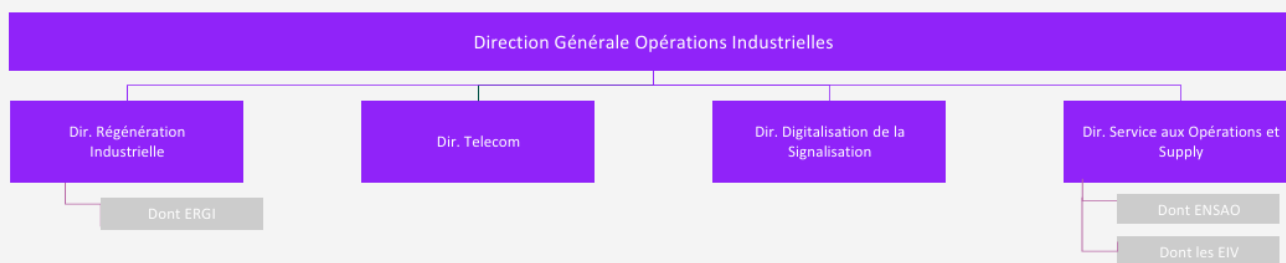 Direction Générale Opérations Industrielles
Dir. Régénération
Industrielle
Dir. Telecom
Dir. Digitalisation de la
Signalisation
Dir. Service aux Opérations et
Supply
Dont ERGI
Dont ENSAO
Dont les EIV